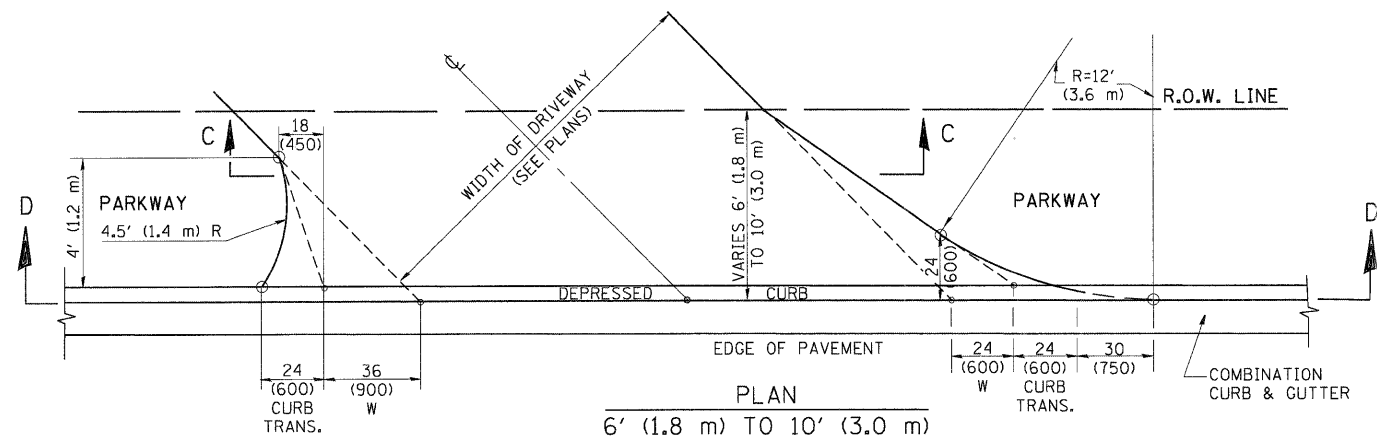 ℄
WIDTH OF DRIVEWAY
(SEE PLANS)
R=12'
(3.6 m)
R.O.W. LINE
C
18
(450)
C
D
4' (1.2 m)
PARKWAY
4.5' (1.4 m) R
VARIES 6' (1.8 m)
TO 10' (3.0 m)
PARKWAY
24
(600)
D
DEPRESSED CURB
EDGE OF PAVEMENT
24
(600)
CURB
TRANS.
36
(900)
W
24
(600)
W
24
(600)
CURB
TRANS.
30
(750)
COMBINATION
CURB & GUTTER
PLAN
6' (1.8 m) TO 10' (3.0 m)